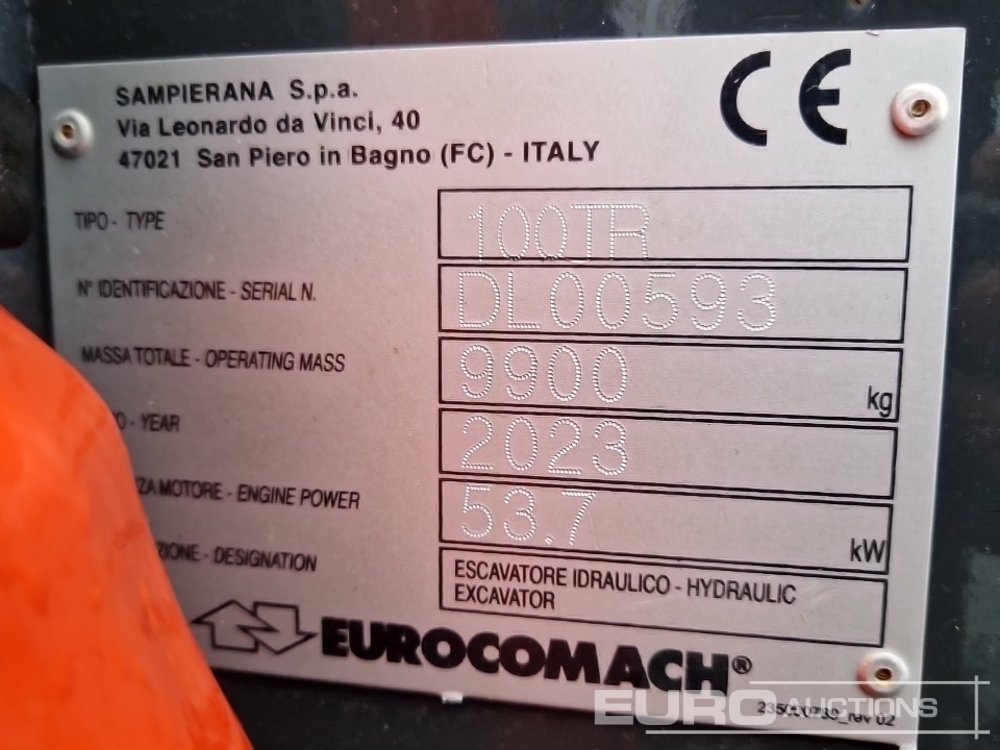 SAMPIERANA S.p.a.
Via Leonardo da Vinci, 40
47021 San Piero in Bagno (FC) - ITALY
CE
TIPO - TYPE 100TR
N° IDENTIFICAZIONE - SERIAL N. DL00593
MASSA TOTALE - OPERATING MASS 9900 kg
- YEAR 2023
MOTORE - ENGINE POWER 53.7 kW
- DESIGNATION ESCAVATORE IDRAULICO - HYDRAULIC
EXCAVATOR
EUROCOMACH®
EURO AUCTIONS